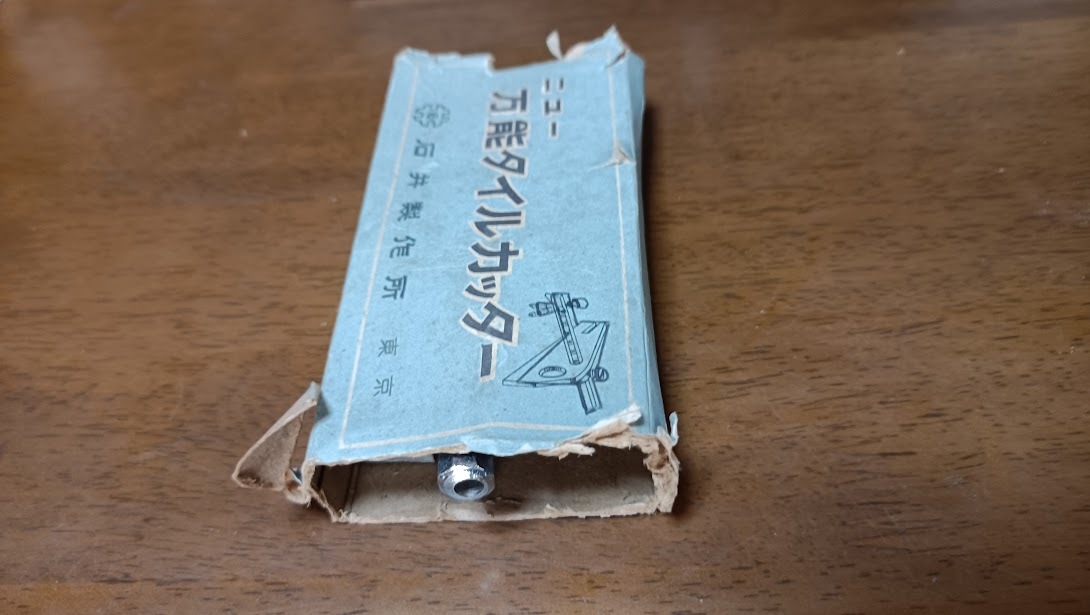 ニュー
万能タイルカッター
石井製作所 東京